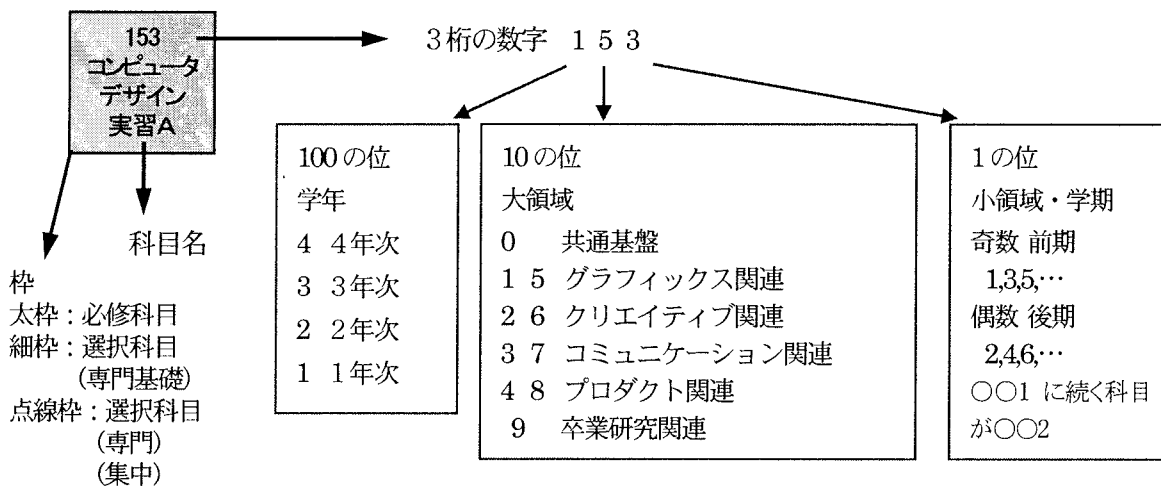 153
コンピュータ
デザイン
実習A
3桁の数字 1 5 3
科目名
枠
太枠:必修科目
細枠:選択科目
(専門基礎)
点線枠:選択科目
(専門)
(集中)
100の位
学年
4 4年次
3 3年次
2 2年次
1 1年次
10の位
大領域
0 共通基盤
1 5 グラフィックス関連
2 6 クリエイティブ関連
3 7 コミュニケーション関連
4 8 プロダクト関連
9 卒業研究関連
1の位
小領域・学期
奇数 前期
1,3,5,…
偶数 後期
2,4,6,…
○○1 に続く科目
が○○2